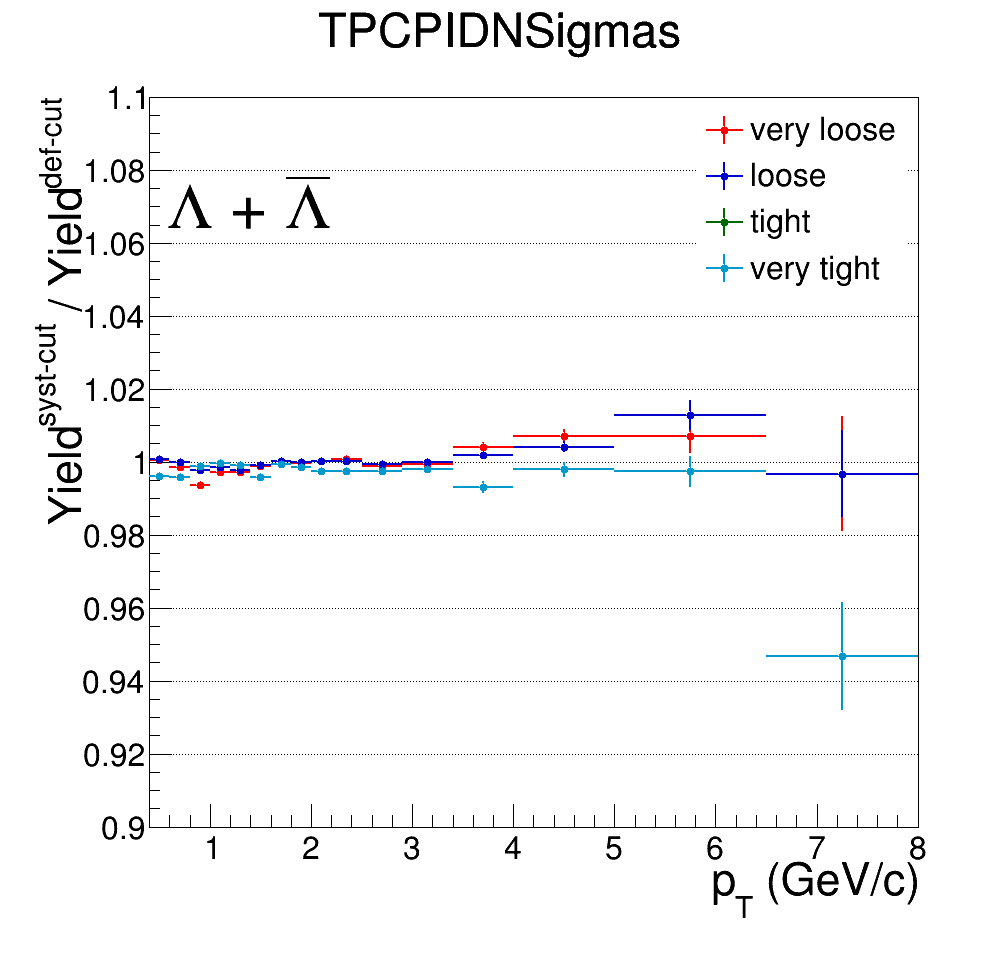 TPCPIDNSigmas
Yield^syst-cut / Yield^def-cut
1.1
1.08
1.06
1.04
1.02
1
0.98
0.96
0.94
0.92
0.9
Λ + Λ̅
very loose
loose
tight
very tight
1 2 3 4 5 6 7 8
p_T (GeV/c)